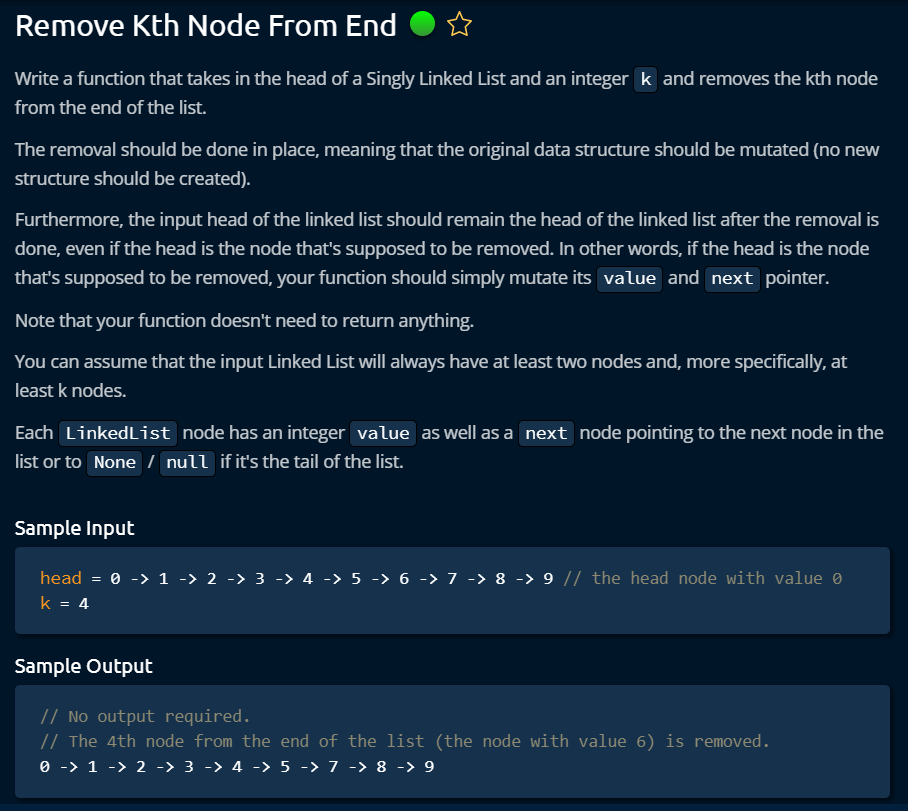 Remove Kth Node From End
Write a function that takes in the head of a Singly Linked List and an integer k and removes the kth node
from the end of the list.
The removal should be done in place, meaning that the original data structure should be mutated (no new
structure should be created).
Furthermore, the input head of the linked list should remain the head of the linked list after the removal is
done, even if the head is the node that's supposed to be removed. In other words, if the head is the node
that's supposed to be removed, your function should simply mutate its value and next pointer.
Note that your function doesn't need to return anything.
You can assume that the input Linked List will always have at least two nodes and, more specifically, at
least k nodes.
Each LinkedList node has an integer value as well as a next node pointing to the next node in the
list or to None / null if it's the tail of the list.
Sample Input
head = 0 -> 1 -> 2 -> 3 -> 4 -> 5 -> 6 -> 7 -> 8 -> 9 // the head node with value 0
k = 4
Sample Output
// No output required.
// The 4th node from the end of the list (the node with value 6) is removed.
0 -> 1 -> 2 -> 3 -> 4 -> 5 -> 7 -> 8 -> 9